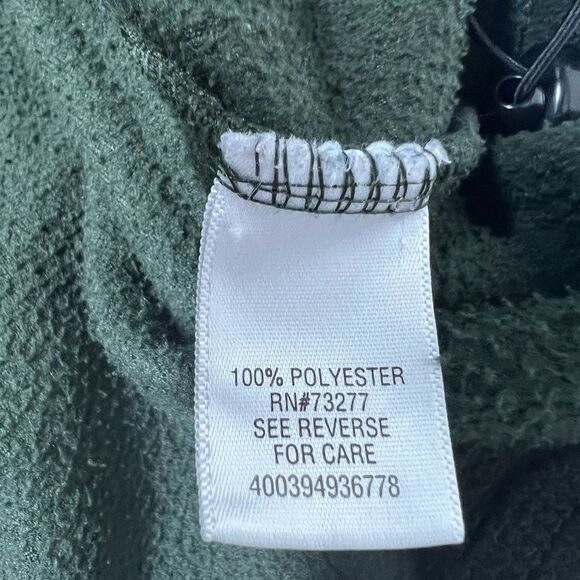 100% POLYESTER
RN#73277
SEE REVERSE
FOR CARE
400394936778